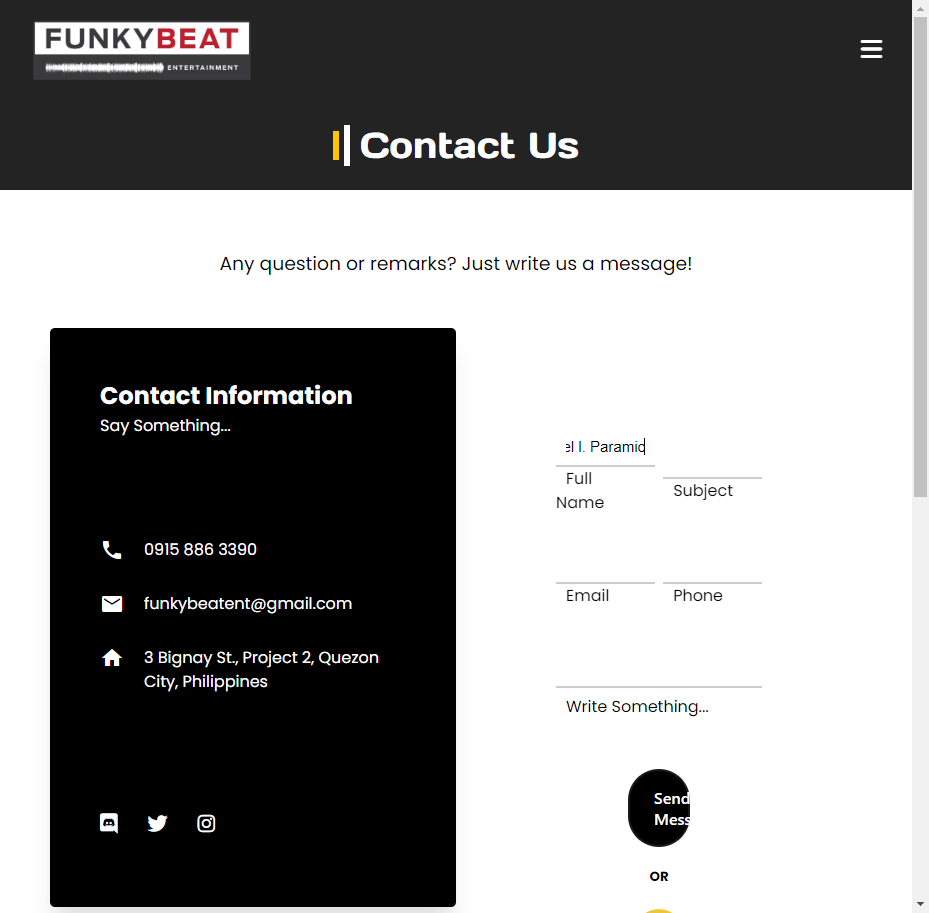 FUNKYBEAT
ENTERTAINMENT
Contact Us
Any question or remarks? Just write us a message!
Contact Information
Say Something...
0915 886 3390
funkybeatent@gmail.com
3 Bignay St., Project 2, Quezon
City, Philippines
el I. Paramio
Full
Name
Subject
Email
Phone
Write Something...
Send
Mess
OR